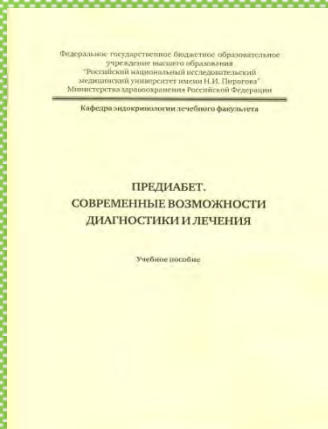 Федеральное государственное бюджетное образовательное
учреждение высшего образования
"Российский национальный исследовательский
медицинский университет имени Н.И. Пирогова"
Министерства здравоохранения Российской Федерации
Кафедра эндокринологии лечебного факультета
ПРЕДИАБЕТ.
СОВРЕМЕННЫЕ ВОЗМОЖНОСТИ
ДИАГНОСТИКИ И ЛЕЧЕНИЯ
Учебное пособие